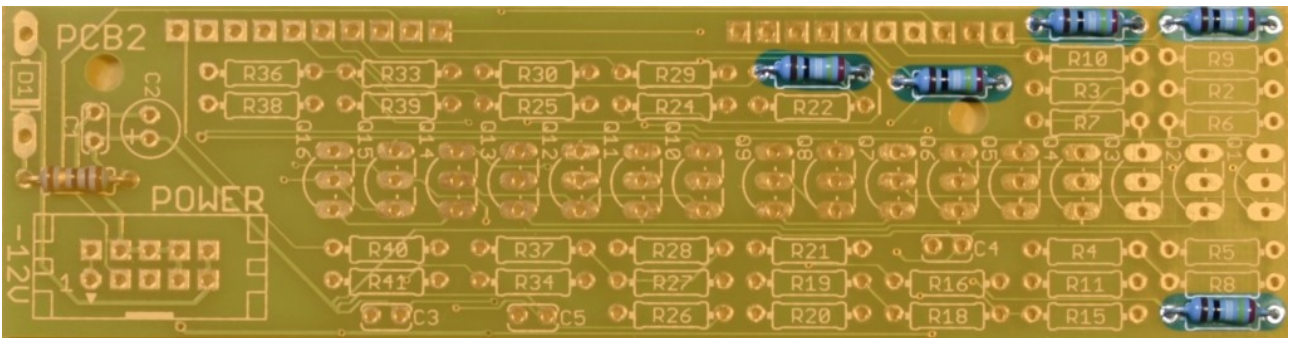 PCB2
D1
C2
R36 R33 R30 R29 R10 R9
R38 R39 R25 R24 R22 R3 R2
R7 R6
Q16 Q15 Q14 Q13 Q12 Q11 Q10 Q9 Q8 Q7 Q6 Q5 Q4 Q3 Q2 Q1
POWER
-12V
1
R40 R37 R28 R21 C4 R4 R5
R41 R34 R27 R19 R16 R11 R8
C3 C5 R26 R20 R18 R15